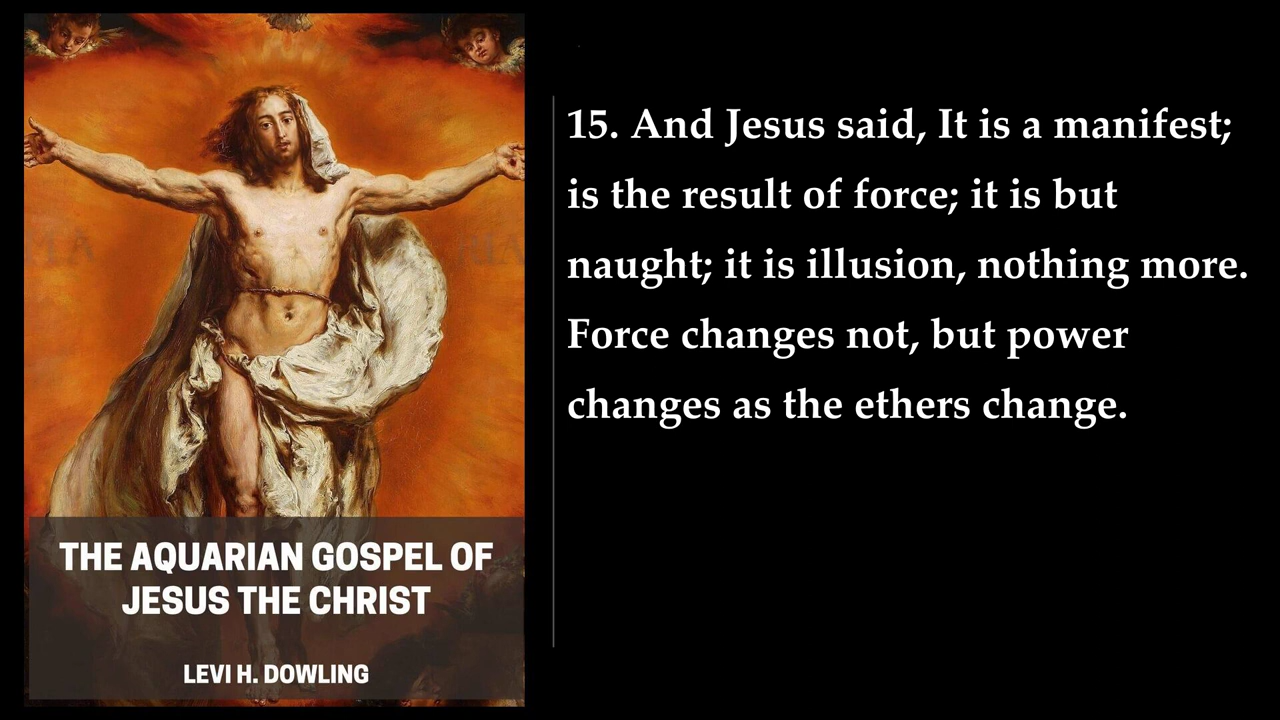 15. And Jesus said, It is a manifest;
is the result of force; it is but
naught; it is illusion, nothing more.
Force changes not, but power
changes as the ethers change.
THE AQUARIAN GOSPEL OF
JESUS THE CHRIST
LEVI H. DOWLING